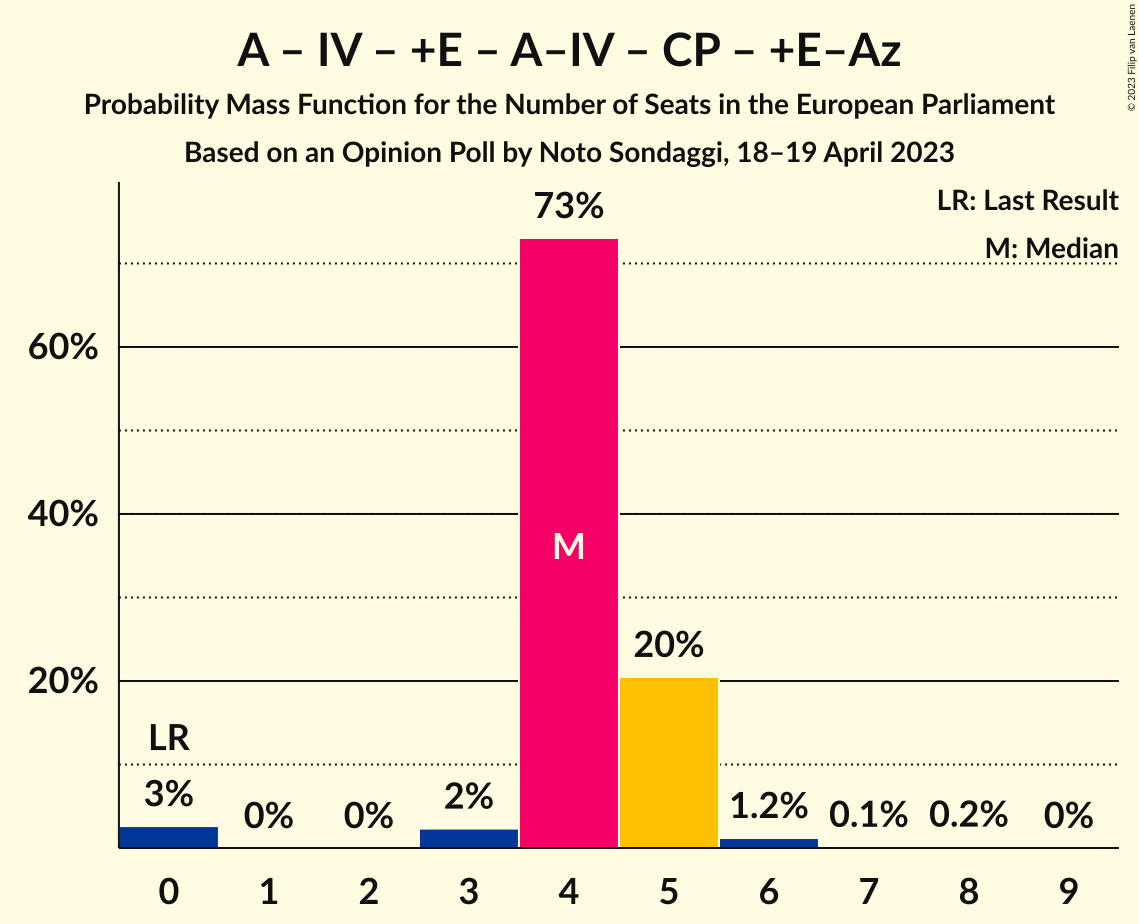 A – IV – +E – A–IV – CP – +E–Az
Probability Mass Function for the Number of Seats in the European Parliament
Based on an Opinion Poll by Noto Sondaggi, 18–19 April 2023
© 2023 Filip van Laenen
LR: Last Result
M: Median
73%
60%
40%
20%
M
20%
LR
3%
0%
0%
2%
1.2%
0.1%
0.2%
0%
0 1 2 3 4 5 6 7 8 9